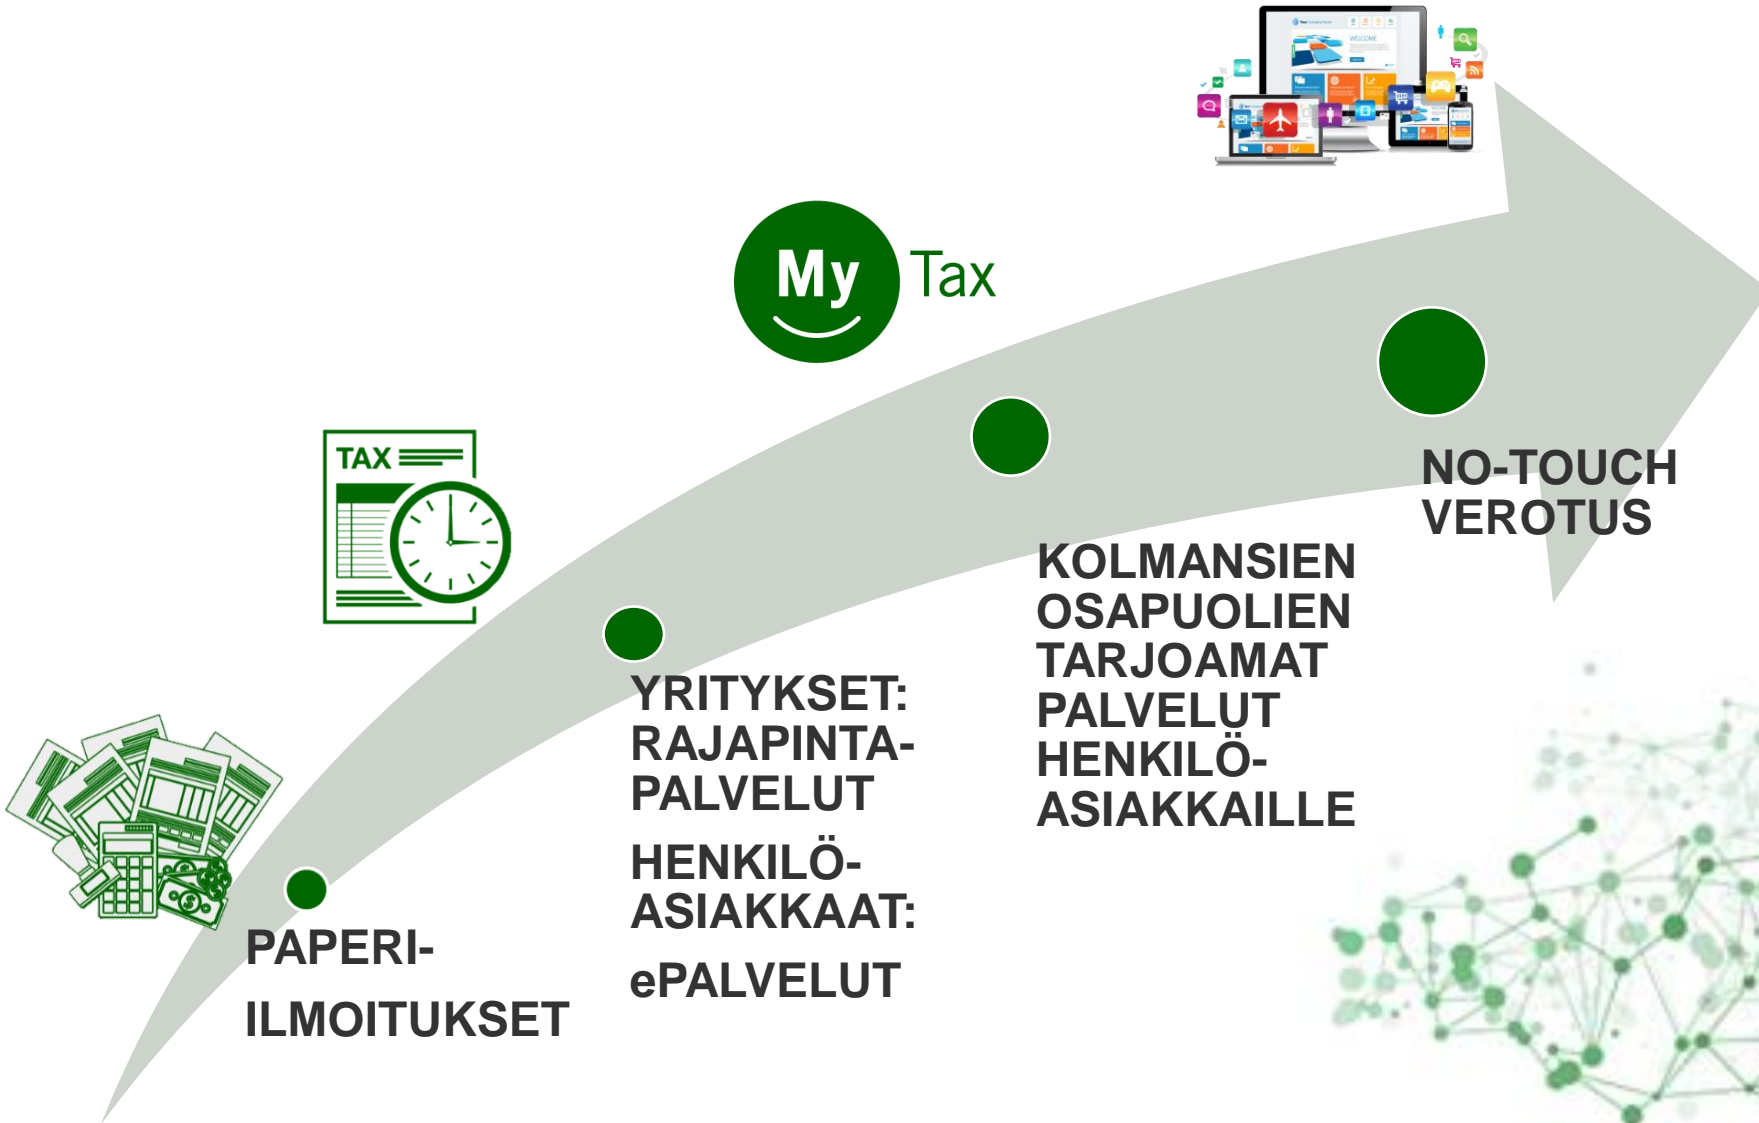 WELCOME
My Tax
TAX
NO-TOUCH
VEROTUS
KOLMANSIEN
OSAPUOLIEN
TARJOAMAT
PALVELUT
HENKILÖ-
ASIAKKAILLE
YRITYKSET:
RAJAPINTA-
PALVELUT
HENKILÖ-
ASIAKKAAT:
ePALVELUT
PAPERI-
ILMOITUKSET